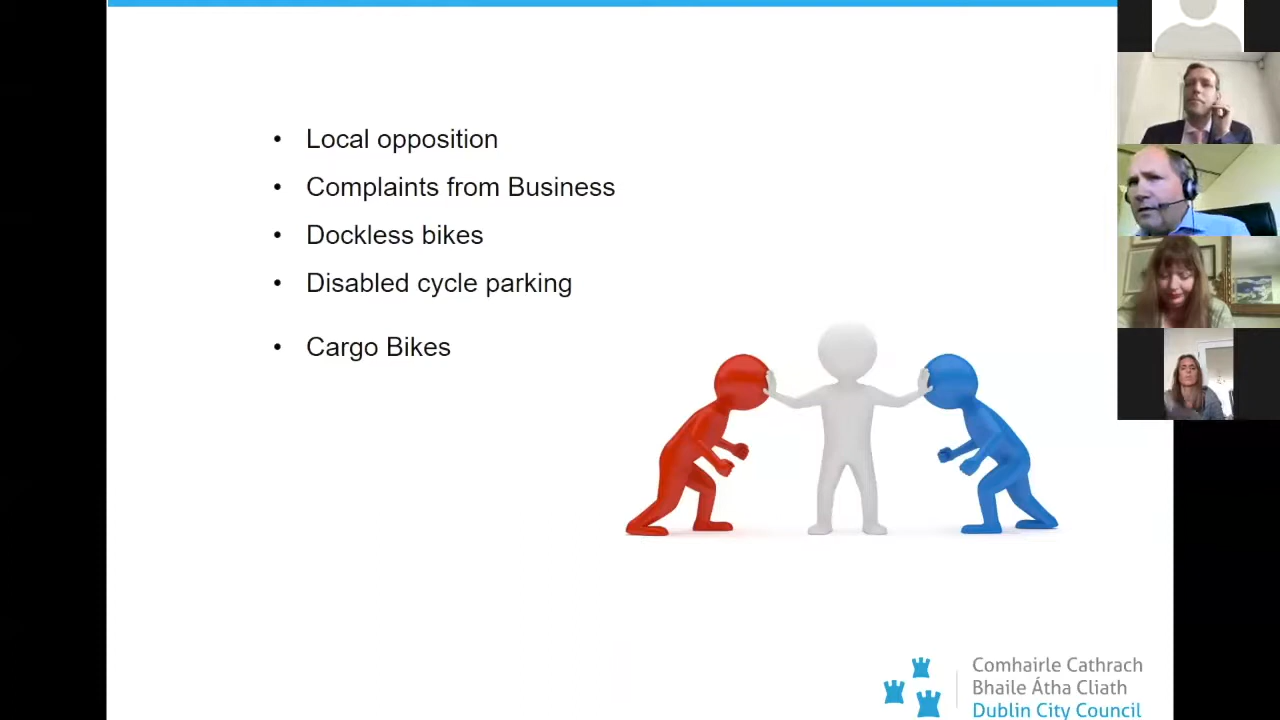 • Local opposition
• Complaints from Business
• Dockless bikes
• Disabled cycle parking
• Cargo Bikes
Comhairle Cathrach
Bhaile Átha Cliath
Dublin City Council